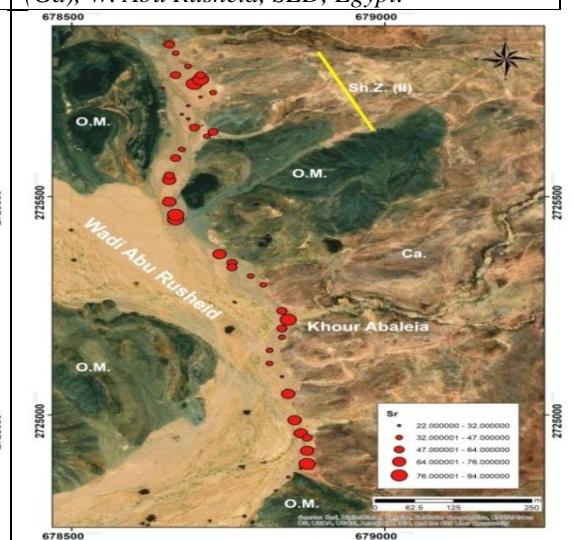 (Ga), W. Abu Rusheid, SED, Egypt.
678500
679000
Sh.Z. (II)
O.M.
O.M.
2725500
2725500
Wadi Abu Rusheid
Ca.
Khour Abaleia
O.M.
Sr
22.000000 - 32.000000
32.000001 - 47.000000
47.000001 - 64.000000
64.000001 - 76.000000
76.000001 - 94.000000
2725000
2725000
m
0 62.5 125 250
O.M.
678500
679000